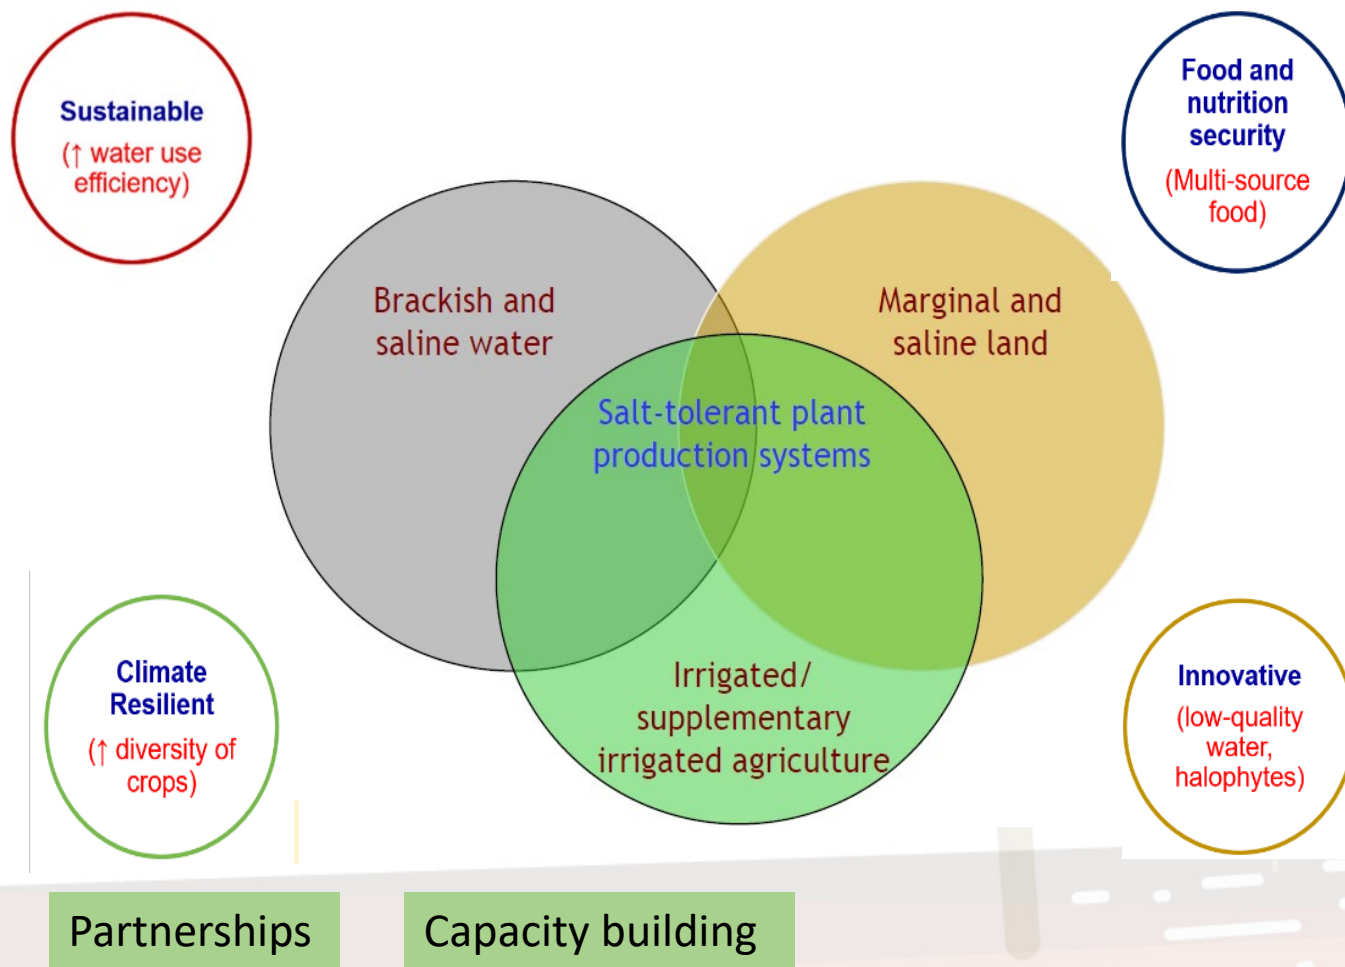 Sustainable
(↑ water use
efficiency)
Food and
nutrition
security
(Multi-source
food)
Brackish and
saline water
Marginal and
saline land
Salt-tolerant plant
production systems
Irrigated/
supplementary
irrigated agriculture
Climate
Resilient
(↑ diversity of
crops)
Innovative
(low-quality
water,
halophytes)
Partnerships
Capacity building